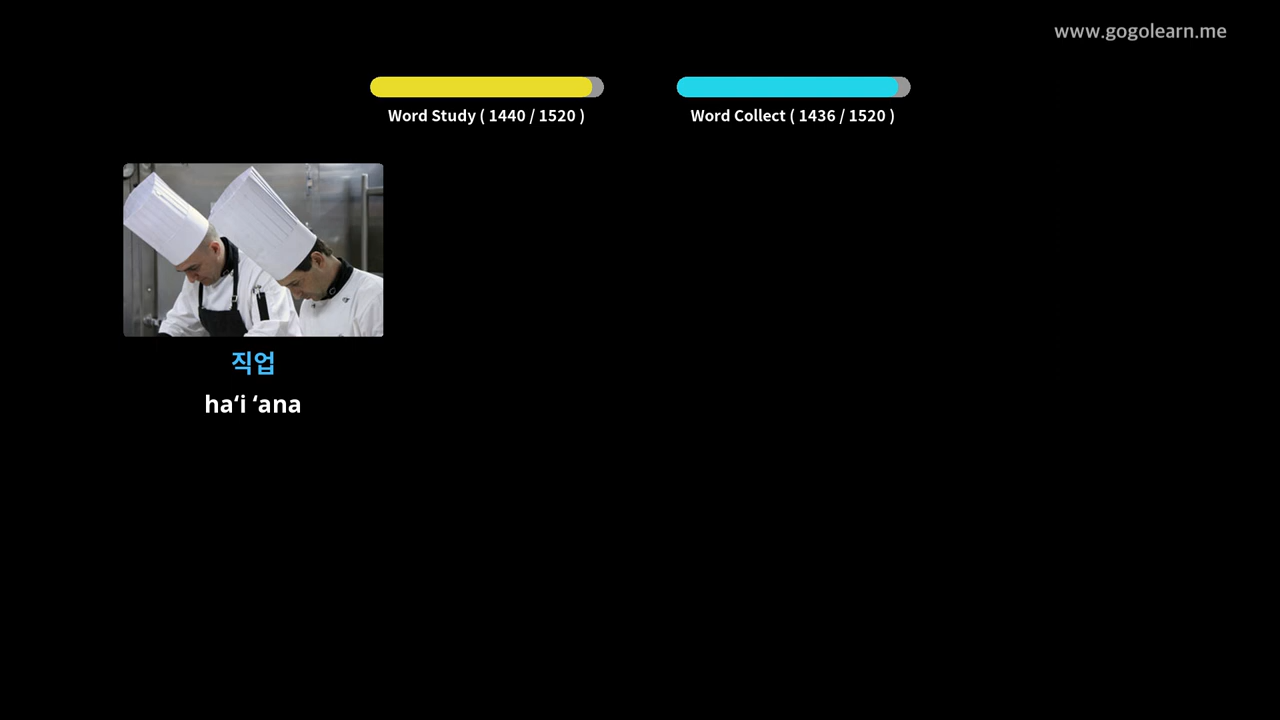 www.gogolearn.me
Word Study ( 1440 / 1520 )
Word Collect ( 1436 / 1520 )
직업
ha‘i ‘ana